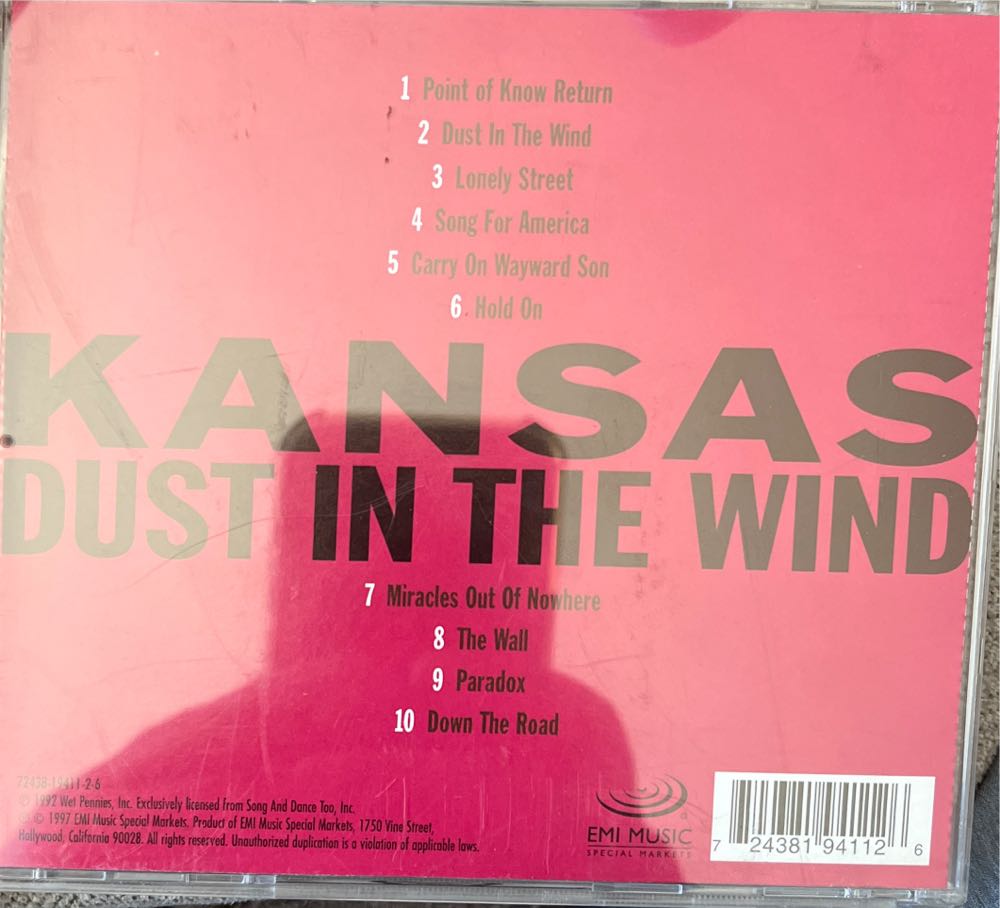 1 Point of Know Return
2 Dust In The Wind
3 Lonely Street
4 Song For America
5 Carry On Wayward Son
6 Hold On
KANSAS
DUST IN THE WIND
7 Miracles Out Of Nowhere
8 The Wall
9 Paradox
10 Down The Road
72438-19411-2-6
© 1992 Wet Pennies, Inc. Exclusively licensed from Song And Dance Too, Inc.
© 1997 EMI Music Special Markets. Product of EMI Music Special Markets, 1750 Vine Street,
Hollywood, California 90028. All rights reserved. Unauthorized duplication is a violation of applicable laws.
EMI MUSIC
SPECIAL MARKETS
7 24381 94112 6